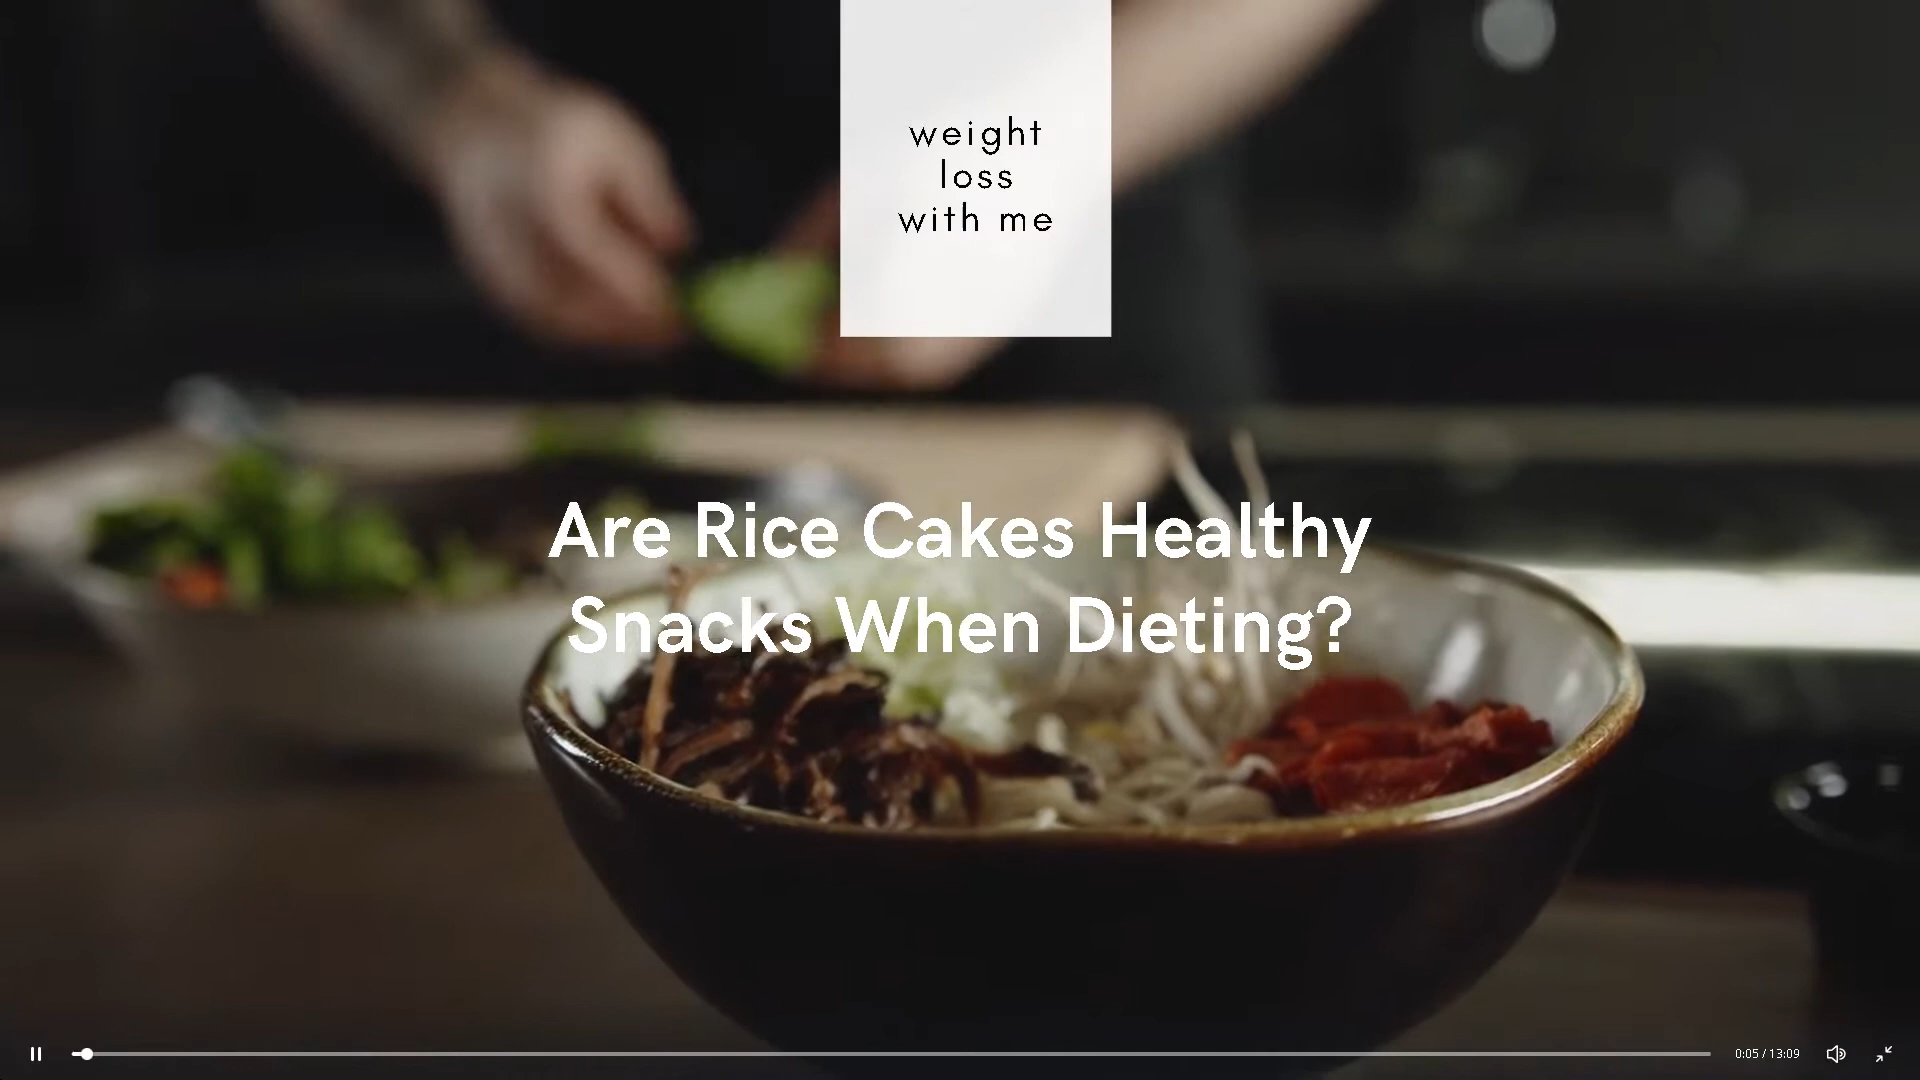 weight
loss
with me
Are Rice Cakes Healthy
Snacks When Dieting?
0:05 / 13:09